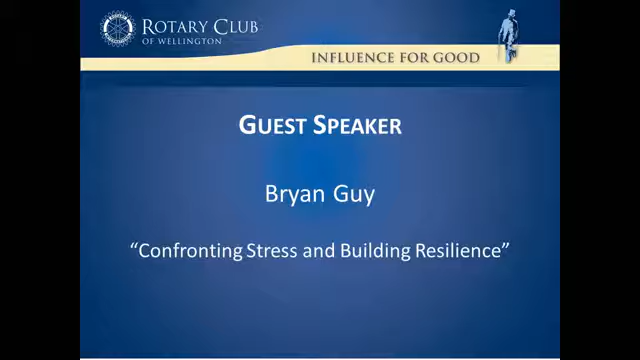 ROTARY CLUB
OF WELLINGTON
INFLUENCE FOR GOOD
GUEST SPEAKER
Bryan Guy
“Confronting Stress and Building Resilience”